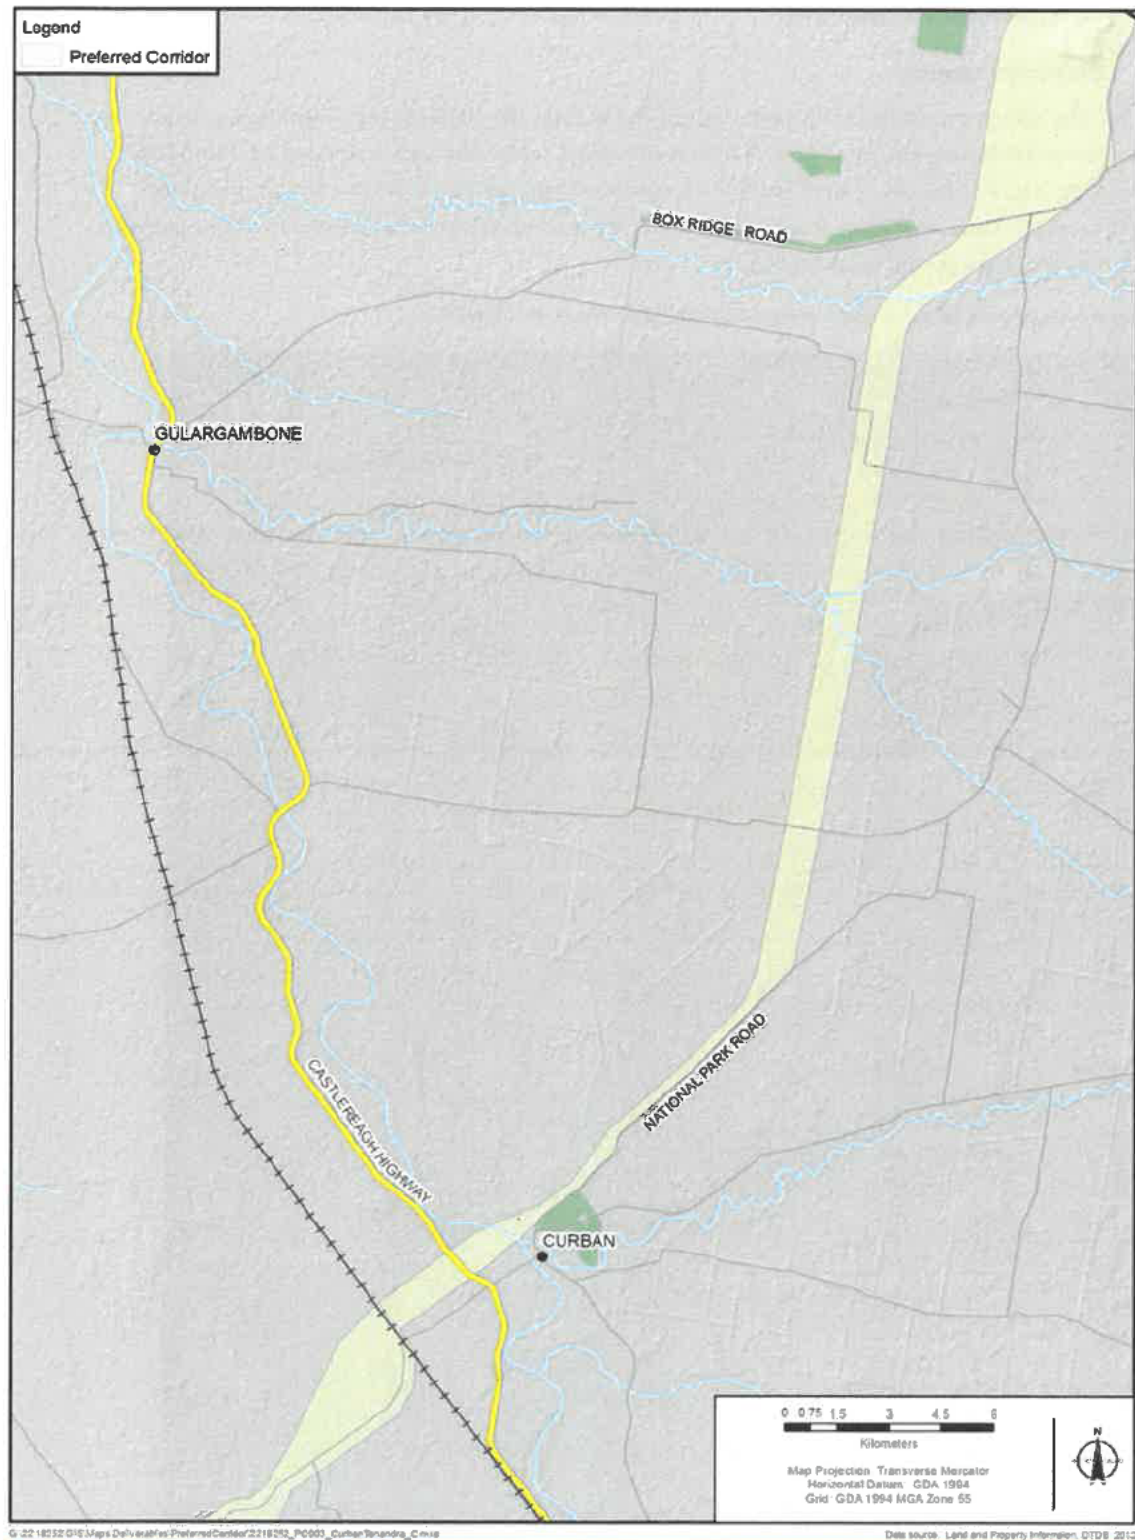 Legend
Preferred Corridor
BOX RIDGE ROAD
GULARGAMBONE
NATIONAL PARK ROAD
CASTLEREAGH HIGHWAY
CURBAN
0 0.75 1.5 3 4.5 6
Kilometers
N
Map Projection: Transverse Mercator
Horizontal Datum: GDA 1994
Grid: GDA 1994 MGA Zone 55
Data source: Land and Property Information, DTDB